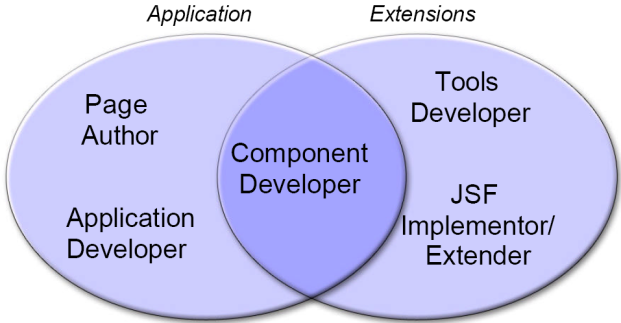 Application
Extensions
Page
Author
Application
Developer
Component
Developer
Tools
Developer
JSF
Implementor/
Extender